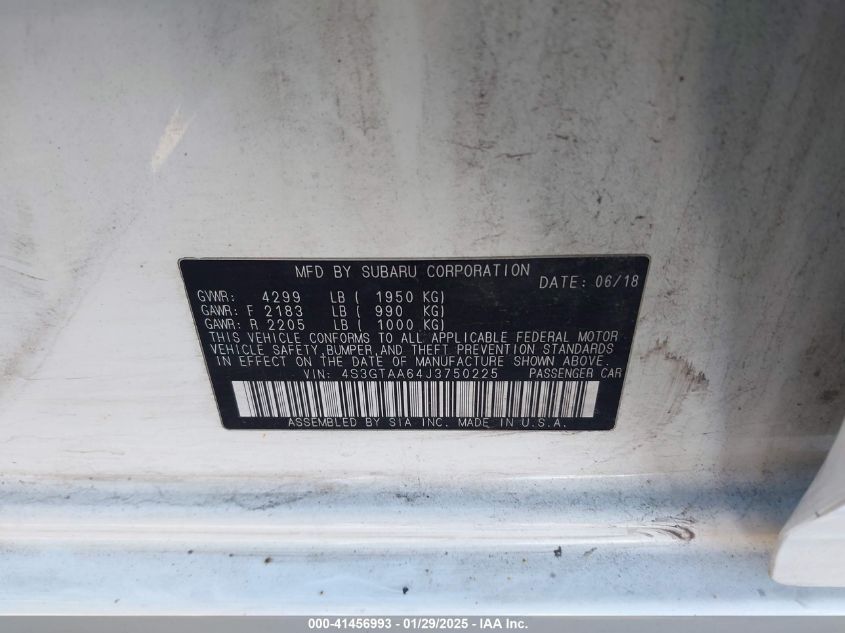 MFD BY SUBARU CORPORATION
DATE: 06/18
GVWR: 4299 LB ( 1950 KG)
GAWR: F 2183 LB ( 990 KG)
GAWR: R 2205 LB ( 1000 KG)
THIS VEHICLE CONFORMS TO ALL APPLICABLE FEDERAL MOTOR
VEHICLE SAFETY,BUMPER,AND THEFT PREVENTION STANDARDS
IN EFFECT ON THE DATE OF MANUFACTURE SHOWN ABOVE.
VIN: 4S3GTAA64J3750225 PASSENGER CAR
ASSEMBLED BY SIA INC. MADE IN U.S.A.
000-41456993 / 01/29/2025 - IAA Inc.